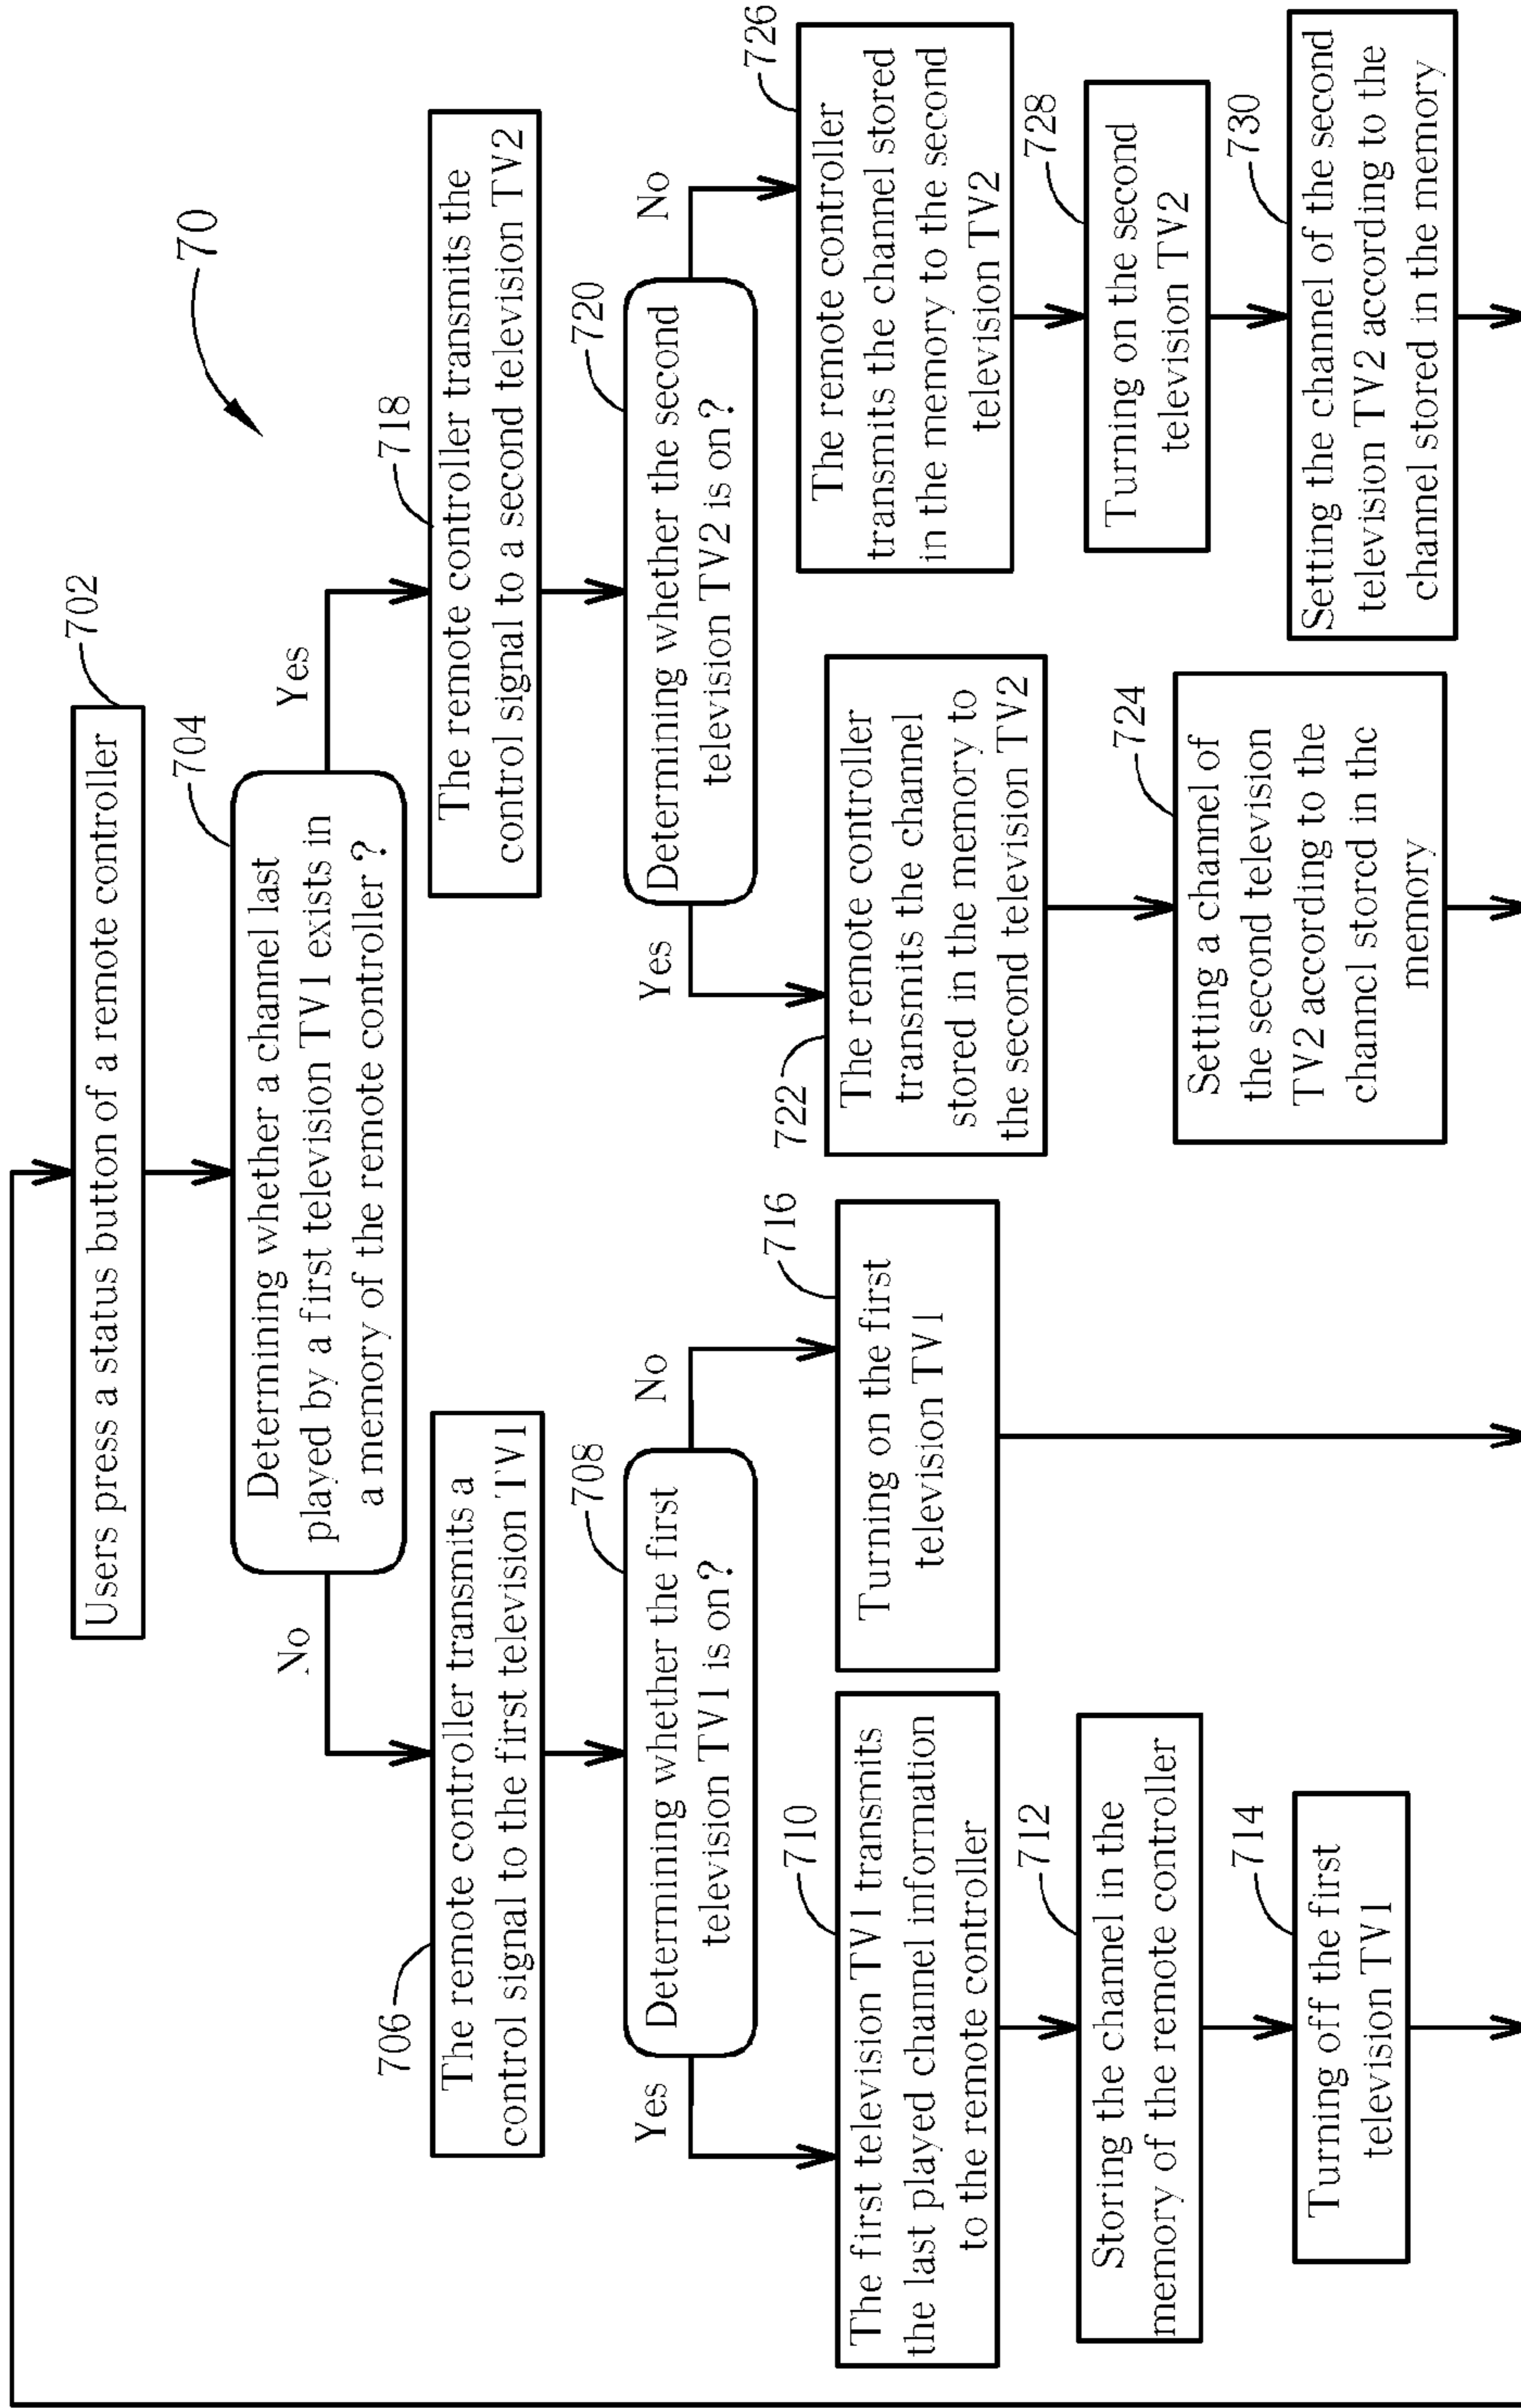 70
Users press a status button of a remote controller
702
Determining whether a channel last
played by a first television TV1 exists in
a memory of the remote controller ?
704
No
Yes
706
The remote controller transmits a
control signal to the first television TV1
718
The remote controller transmits the
control signal to a second television TV2
Determining whether the first
television TV1 is on?
708
Determining whether the second
television TV2 is on?
720
Yes
No
Yes
No
The first television TV1 transmits
the last played channel information
to the remote controller
710
Turning on the first
television TV1
716
722
The remote controller
transmits the channel
stored in the memory to
the second television TV2
The remote controller
transmits the channel stored
in the memory to the second
television TV2
726
Storing the channel in the
memory of the remote controller
712
Setting a channel of
the second television
TV2 according to the
channel stored in the
memory
724
Turning on the second
television TV2
728
Turning off the first
television TV1
714
Setting the channel of the second
television TV2 according to the
channel stored in the memory
730